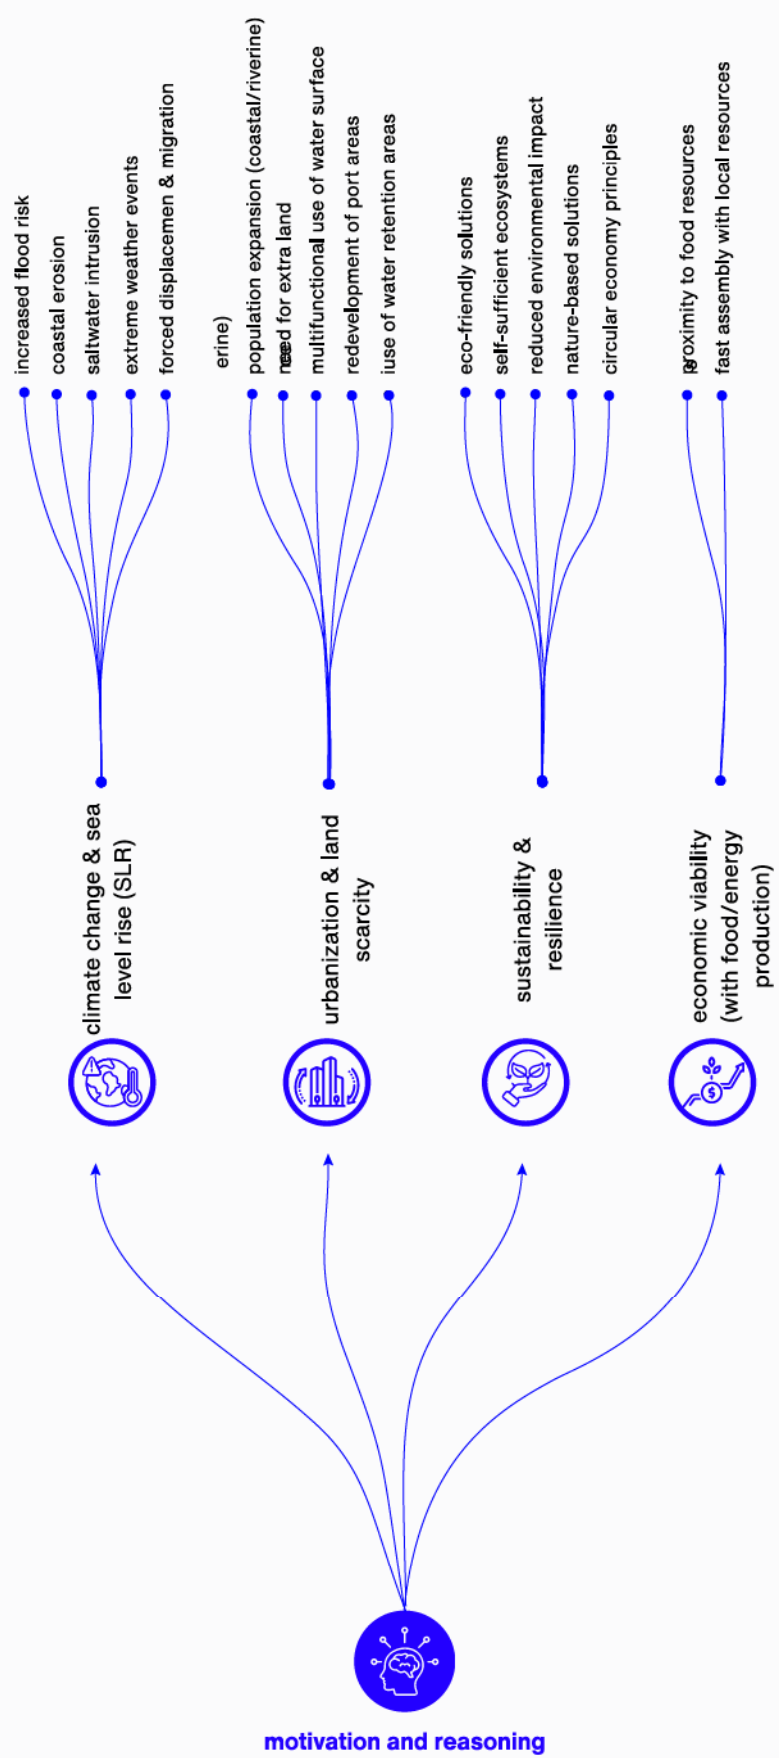 motivation and reasoning
climate change & sea
level rise (SLR)
increased flood risk
coastal erosion
saltwater intrusion
extreme weather events
forced displacemen & migration
urbanization & land
scarcity
erine)
population expansion (coastal/riverine)
need for extra land
multifunctional use of water surface
redevelopment of port areas
iuse of water retention areas
sustainability &
resilience
eco-friendly solutions
self-sufficient ecosystems
reduced environmental impact
nature-based solutions
circular economy principles
economic viability
(with food/energy
production)
proximity to food resources
fast assembly with local resources
$